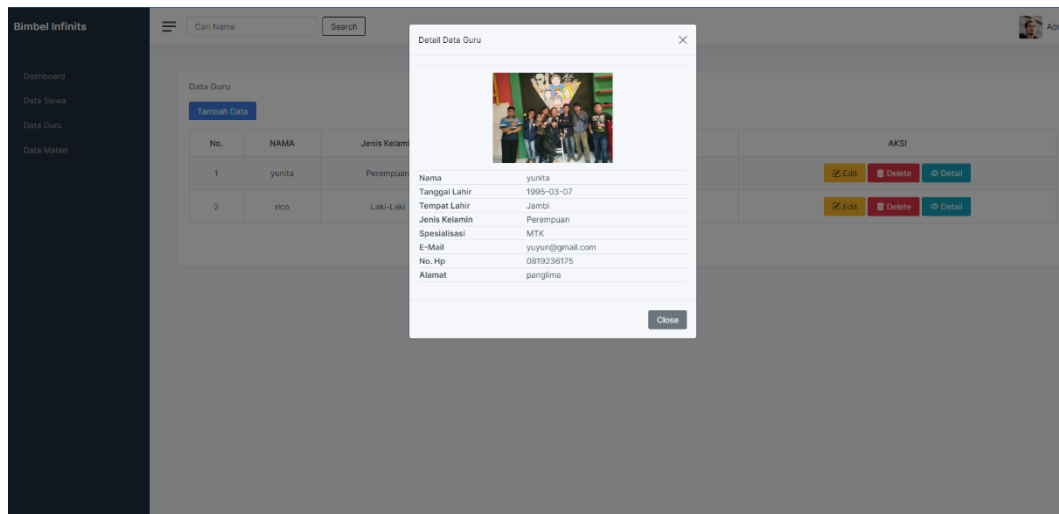 Bimbel Infinits
Cari Nama
Search
Dashboard
Data Siswa
Data Guru
Data Materi
Data Guru
Tambah Data
No. NAMA Jenis Kelami AKSI
1 yunita Perempuan Edit Delete Detail
2 rico Laki-Laki Edit Delete Detail
Detail Data Guru
Nama yunita
Tanggal Lahir 1995-03-07
Tempat Lahir Jambi
Jenis Kelamin Perempuan
Spesialisasi MTK
E-Mail yuyun@gmail.com
No. Hp 0819236175
Alamat panglima
Close